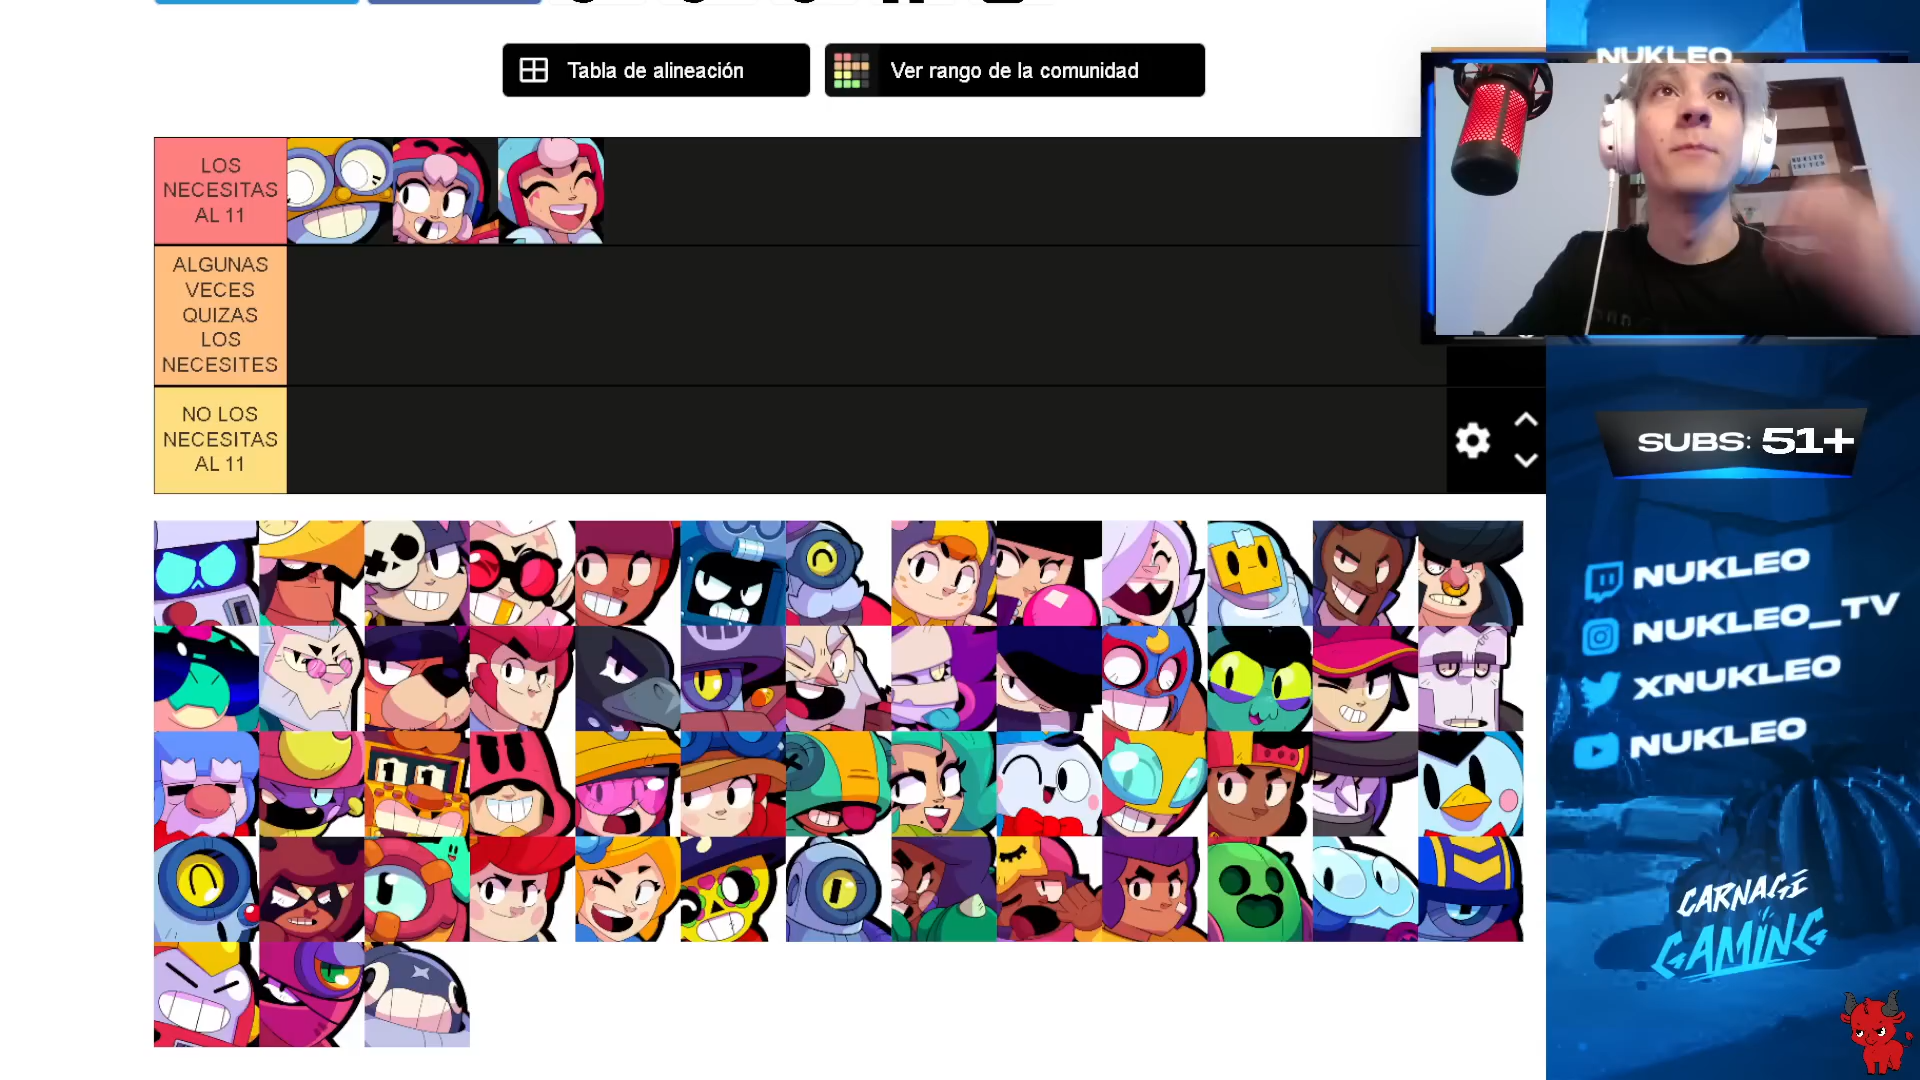 NUKLEO
Tabla de alineación
Ver rango de la comunidad
LOS
NECESITAS
AL 11
ALGUNAS
VECES
QUIZAS
LOS
NECESITES
NO LOS
NECESITAS
AL 11
SUBS: 51+
NUKLEO
NUKLEO_TV
XNUKLEO
NUKLEO
CARNAGE
GAMING